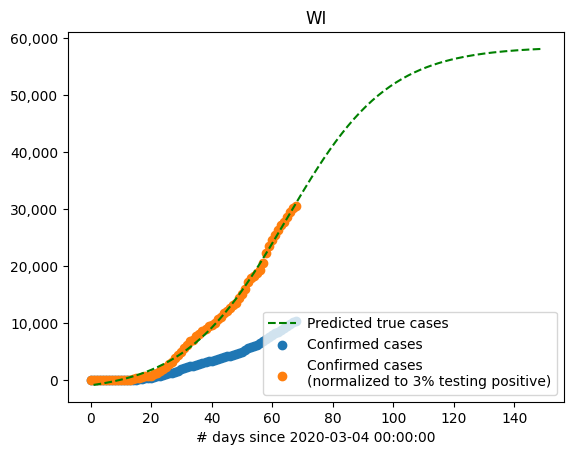 WI
60,000
50,000
40,000
30,000
20,000
10,000
0
Predicted true cases
Confirmed cases
Confirmed cases
(normalized to 3% testing positive)
0 20 40 60 80 100 120 140
# days since 2020-03-04 00:00:00